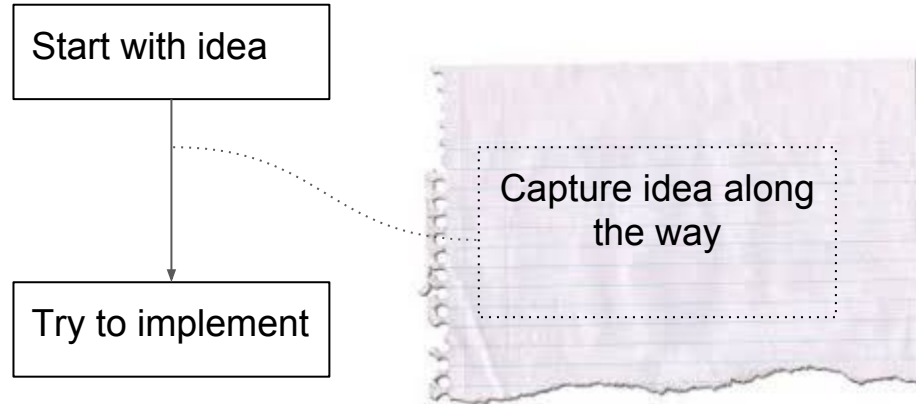 Start with idea
Capture idea along
the way
Try to implement